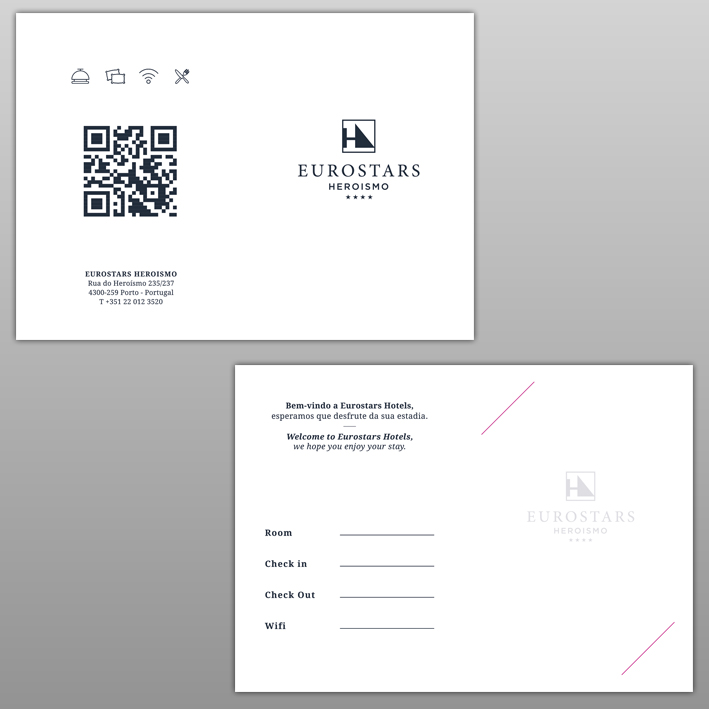 EUROSTARS
HEROISMO
★★★★
EUROSTARS HEROISMO
Rua do Heroísmo 235/237
4300-259 Porto - Portugal
T +351 22 012 3520
Bem-vindo a Eurostars Hotels,
esperamos que desfrute da sua estadia.
Welcome to Eurostars Hotels,
we hope you enjoy your stay.
Room
Check in
Check Out
Wifi
EUROSTARS
HEROISMO
★★★★